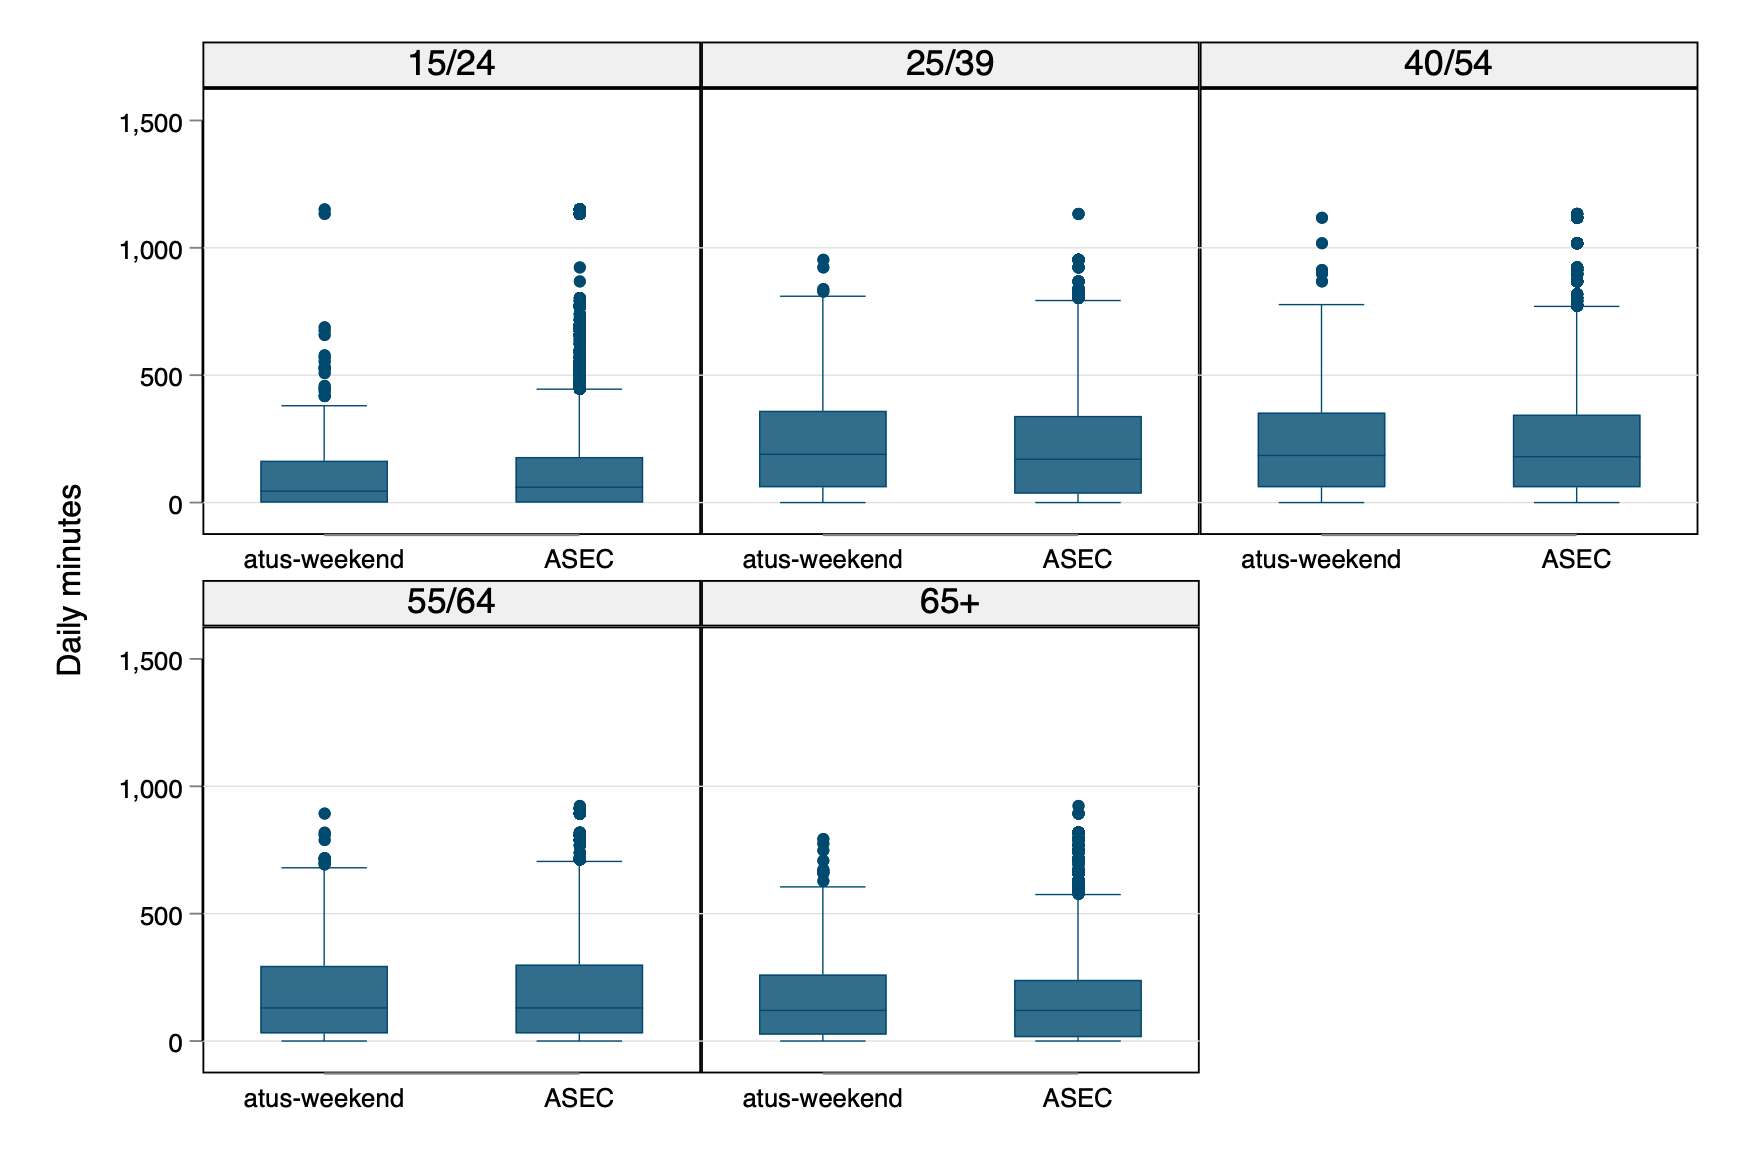 15/24 25/39 40/54
1,500
1,000
500
0
atus-weekend ASEC atus-weekend ASEC atus-weekend ASEC
Daily minutes
55/64 65+
1,500
1,000
500
0
atus-weekend ASEC atus-weekend ASEC